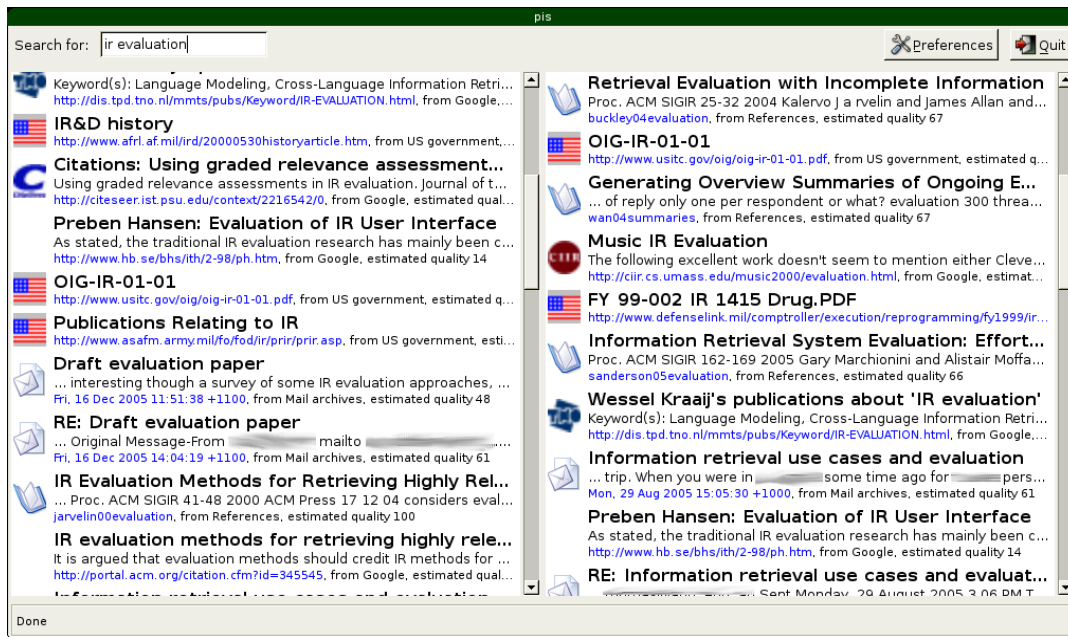 pis
Search for: ir evaluation
Preferences
Quit
Keyword(s): Language Modeling, Cross-Language Information Retri...
http://dis.tpd.tno.nl/mmts/pubs/Keyword/IR-EVALUATION.html, from Google,...
IR&D history
http://www.afrl.af.mil/ird/20000530historyarticle.htm, from US government,...
Citations: Using graded relevance assessment...
Using graded relevance assessments in IR evaluation. Journal of t...
http://citeseer.ist.psu.edu/context/2216542/0, from Google, estimated qual...
Preben Hansen: Evaluation of IR User Interface
As stated, the traditional IR evaluation research has mainly been c...
http://www.hb.se/bhs/ith/2-98/ph.htm, from Google, estimated quality 14
OIG-IR-01-01
http://www.usitc.gov/oig/oig-ir-01-01.pdf, from US government, estimated q...
Publications Relating to IR
http://www.asafm.army.mil/fo/fod/ir/prir/prir.asp, from US government, esti...
Draft evaluation paper
... interesting though a survey of some IR evaluation approaches, ...
Fri, 16 Dec 2005 11:51:38 +1100, from Mail archives, estimated quality 48
RE: Draft evaluation paper
... Original Message-From mailto ....
Fri, 16 Dec 2005 14:04:19 +1100, from Mail archives, estimated quality 61
IR Evaluation Methods for Retrieving Highly Rel...
... Proc. ACM SIGIR 41-48 2000 ACM Press 17 12 04 considers eval...
jarvelin00evaluation, from References, estimated quality 100
IR evaluation methods for retrieving highly rele...
It is argued that evaluation methods should credit IR methods for ...
http://portal.acm.org/citation.cfm?id=345545, from Google, estimated qual...
Information retrieval use cases and evaluation
Retrieval Evaluation with Incomplete Information
Proc. ACM SIGIR 25-32 2004 Kalervo J a rvelin and James Allan and...
buckley04evaluation, from References, estimated quality 67
OIG-IR-01-01
http://www.usitc.gov/oig/oig-ir-01-01.pdf, from US government, estimated q...
Generating Overview Summaries of Ongoing E...
... of reply only one per respondent or what? evaluation 300 threa...
wan04summaries, from References, estimated quality 67
CIIR
Music IR Evaluation
The following excellent work doesn't seem to mention either Cleve...
http://ciir.cs.umass.edu/music2000/evaluation.html, from Google, estimat...
FY 99-002 IR 1415 Drug.PDF
http://www.defenselink.mil/comptroller/execution/reprogramming/fy1999/ir...
Information Retrieval System Evaluation: Effort...
Proc. ACM SIGIR 162-169 2005 Gary Marchionini and Alistair Moffa...
sanderson05evaluation, from References, estimated quality 66
Wessel Kraaij's publications about 'IR evaluation'
Keyword(s): Language Modeling, Cross-Language Information Retri...
http://dis.tpd.tno.nl/mmts/pubs/Keyword/IR-EVALUATION.html, from Google,...
Information retrieval use cases and evaluation
... trip. When you were in some time ago for pers...
Mon, 29 Aug 2005 15:05:30 +1000, from Mail archives, estimated quality 61
Preben Hansen: Evaluation of IR User Interface
As stated, the traditional IR evaluation research has mainly been c...
http://www.hb.se/bhs/ith/2-98/ph.htm, from Google, estimated quality 14
RE: Information retrieval use cases and evaluat...
Sent Monday, 29 August 2005 3 06 PM T...
Done